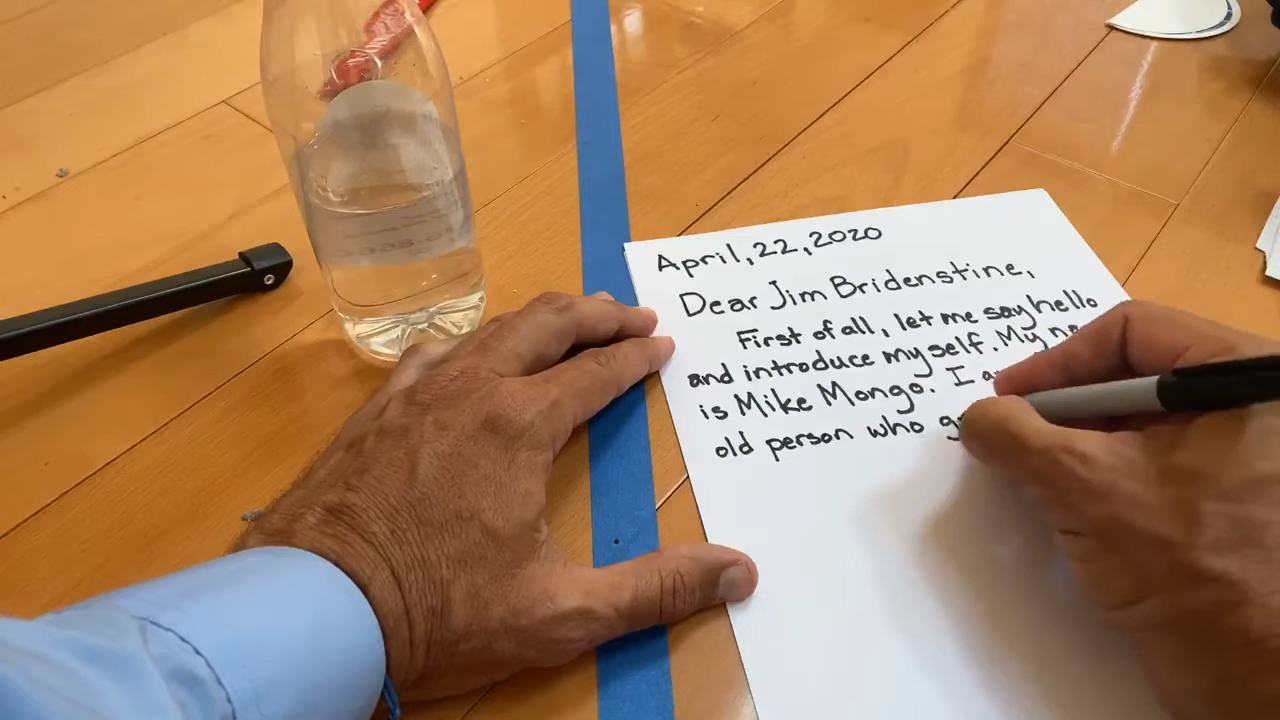 April, 22, 2020
Dear Jim Bridenstine,
First of all, let me say hello
and introduce myself. My
is Mike Mongo. I
old person who